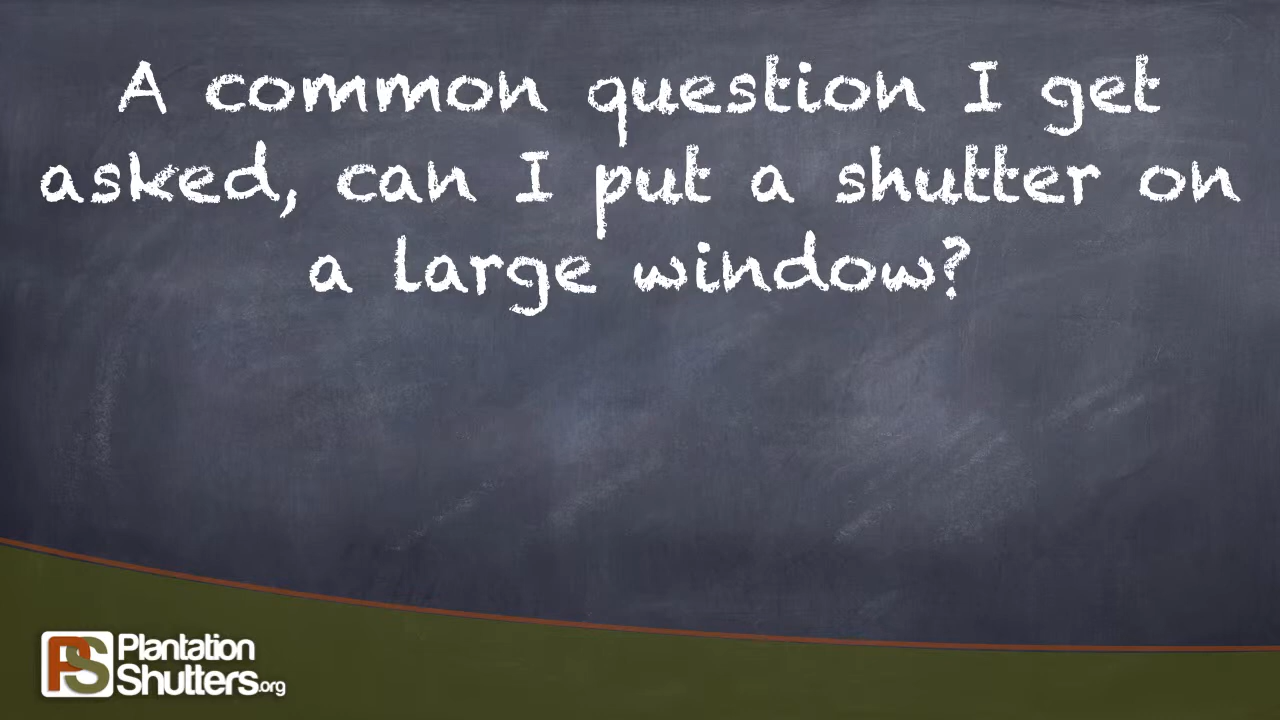 A common question I get
asked, can I put a shutter on
a large window?
PS Plantation
Shutters.org